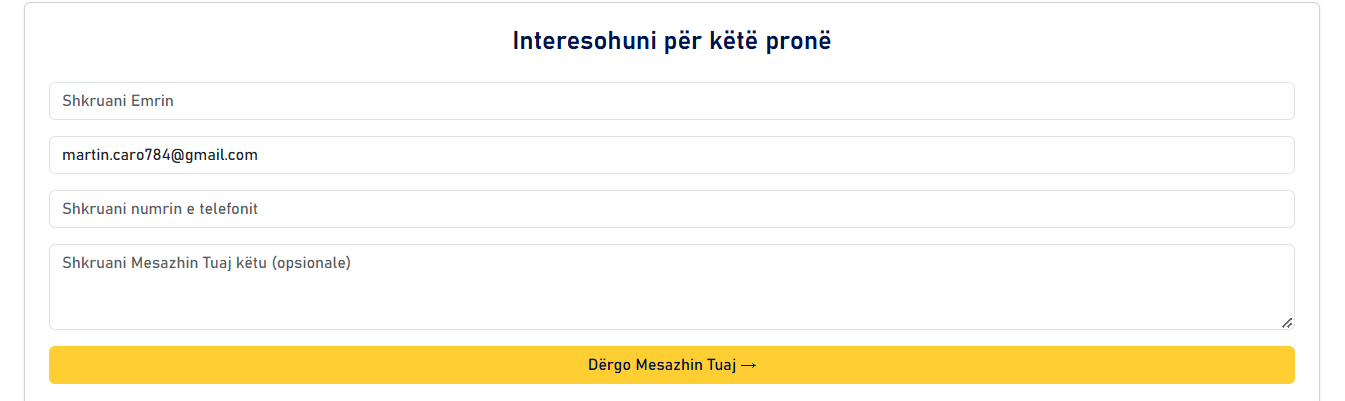 Interesohuni për këtë pronë
Shkruani Emrin
martin.caro784@gmail.com
Shkruani numrin e telefonit
Shkruani Mesazhin Tuaj këtu (opsionale)
Dërgo Mesazhin Tuaj →